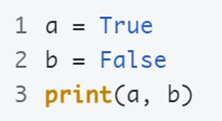 1 a = True
2 b = False
3 print(a, b)